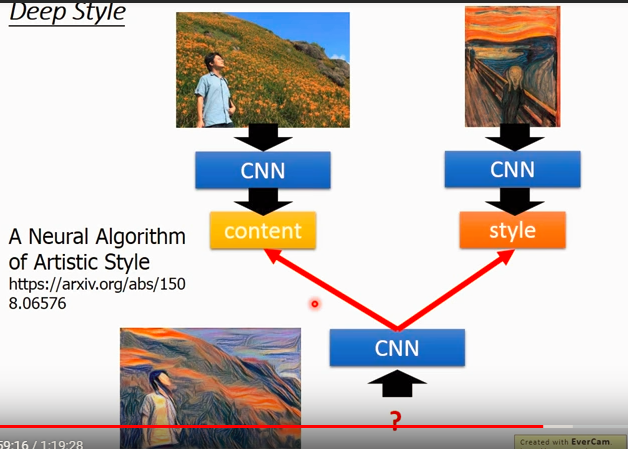 Deep Style
CNN
CNN
content
style
A Neural Algorithm
of Artistic Style
https://arxiv.org/abs/150
8.06576
CNN
?
59:16 / 1:19:28
Created with EverCam.